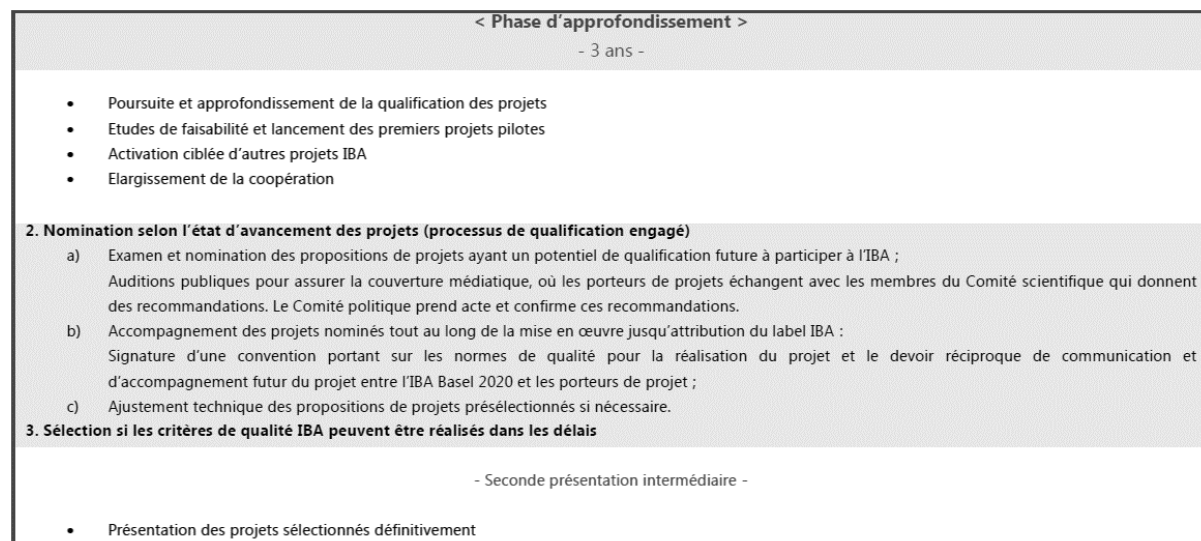 < Phase d’approfondissement >
- 3 ans -
• Poursuite et approfondissement de la qualification des projets
• Etudes de faisabilité et lancement des premiers projets pilotes
• Activation ciblée d’autres projets IBA
• Elargissement de la coopération
2. Nomination selon l’état d’avancement des projets (processus de qualification engagé)
a) Examen et nomination des propositions de projets ayant un potentiel de qualification future à participer à l’IBA ;
Auditions publiques pour assurer la couverture médiatique, où les porteurs de projets échangent avec les membres du Comité scientifique qui donnent
des recommandations. Le Comité politique prend acte et confirme ces recommandations.
b) Accompagnement des projets nominés tout au long de la mise en œuvre jusqu’attribution du label IBA :
Signature d’une convention portant sur les normes de qualité pour la réalisation du projet et le devoir réciproque de communication et
d’accompagnement futur du projet entre l’IBA Basel 2020 et les porteurs de projet ;
c) Ajustement technique des propositions de projets présélectionnés si nécessaire.
3. Sélection si les critères de qualité IBA peuvent être réalisés dans les délais
- Seconde présentation intermédiaire -
• Présentation des projets sélectionnés définitivement